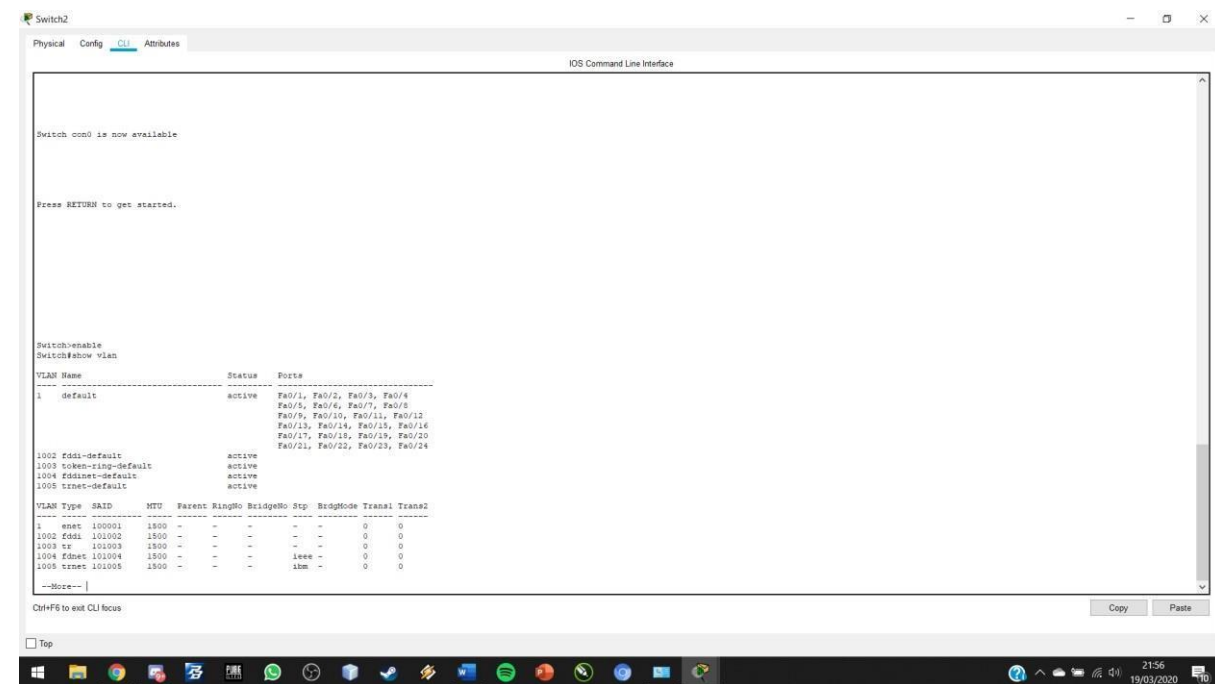 Switch2
Physical Config CLI Attributes
IOS Command Line Interface
Switch con0 is now available
Press RETURN to get started.
Switch>enable
Switch#show vlan
VLAN Name Status Ports
---- -------------------------------- --------- -------------------------------
1 default active Fa0/1, Fa0/2, Fa0/3, Fa0/4
Fa0/5, Fa0/6, Fa0/7, Fa0/8
Fa0/9, Fa0/10, Fa0/11, Fa0/12
Fa0/13, Fa0/14, Fa0/15, Fa0/16
Fa0/17, Fa0/18, Fa0/19, Fa0/20
Fa0/21, Fa0/22, Fa0/23, Fa0/24
1002 fddi-default active
1003 token-ring-default active
1004 fddinet-default active
1005 trnet-default active
VLAN Type SAID MTU Parent RingNo BridgeNo Stp BrdgMode Trans1 Trans2
---- ----- ---------- ----- ------ ------ -------- ---- -------- ------ ------
1 enet 100001 1500 - - - - - 0 0
1002 fddi 101002 1500 - - - - - 0 0
1003 tr 101003 1500 - - - - - 0 0
1004 fdnet 101004 1500 - - - ieee - 0 0
1005 trnet 101005 1500 - - - ibm - 0 0
--More--
Ctrl+F6 to exit CLI focus
Copy Paste
Top
21:56
19/03/2020